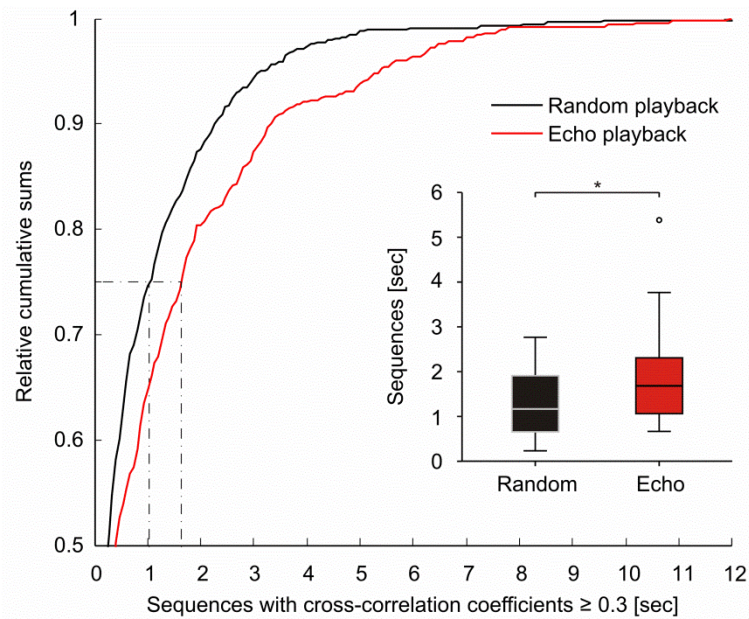 1
0.9
0.8
0.7
0.6
0.5
Relative cumulative sums
Random playback
Echo playback
*
6
5
4
3
2
1
0
Sequences [sec]
Random Echo
0 1 2 3 4 5 6 7 8 9 10 11 12
Sequences with cross-correlation coefficients ≥ 0.3 [sec]